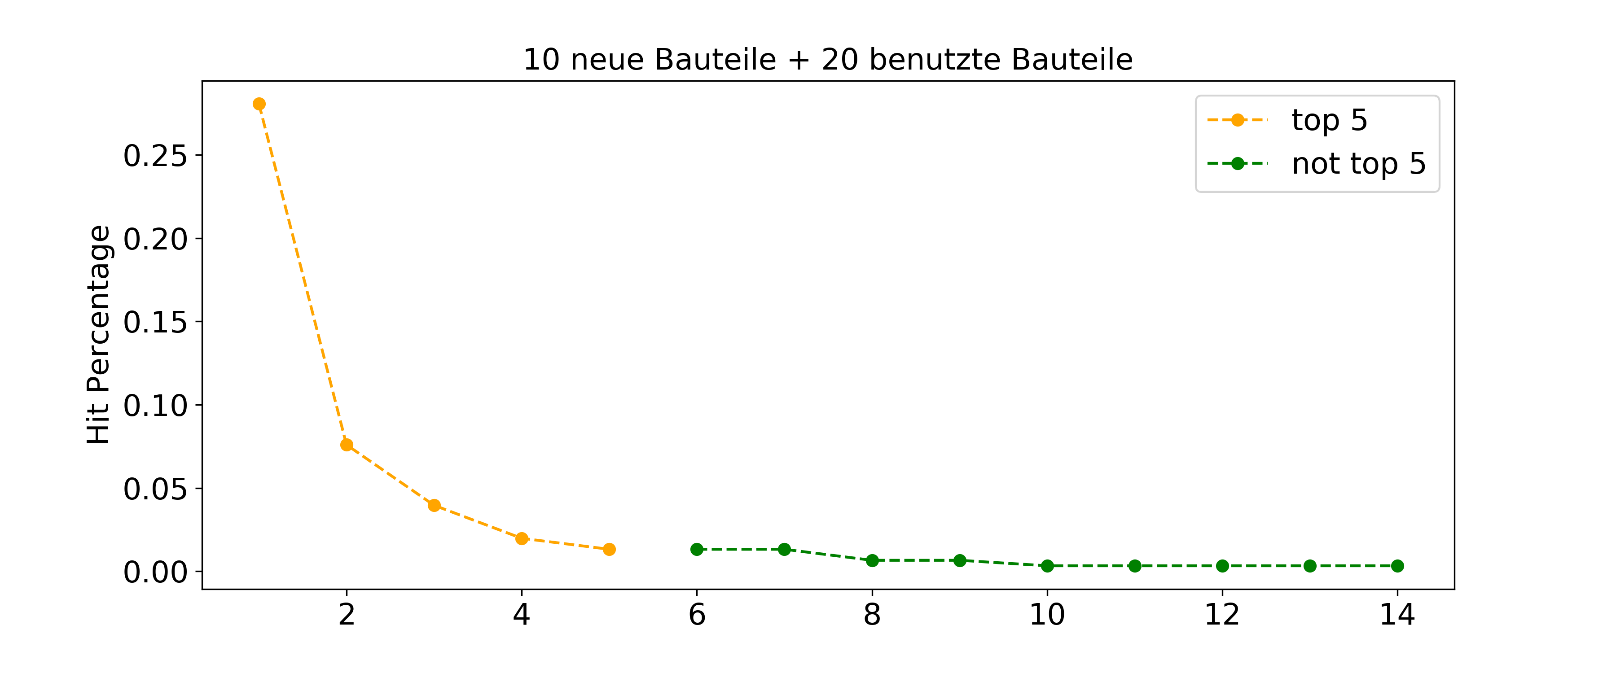 10 neue Bauteile + 20 benutzte Bauteile
top 5
not top 5
Hit Percentage
0.25
0.20
0.15
0.10
0.05
0.00
2 4 6 8 10 12 14